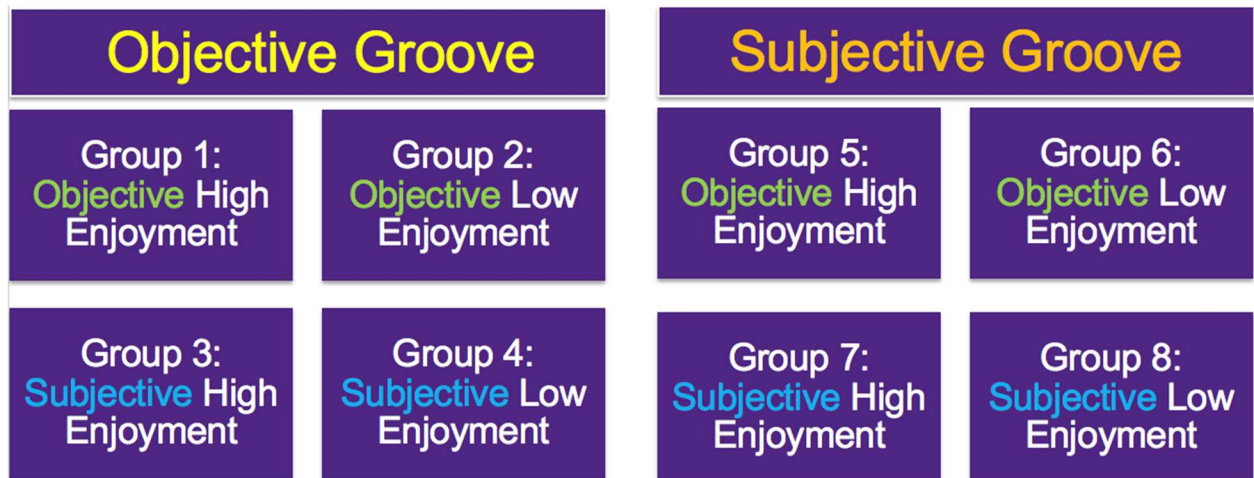 Objective Groove
Subjective Groove
Group 1:
Objective High
Enjoyment
Group 2:
Objective Low
Enjoyment
Group 5:
Objective High
Enjoyment
Group 6:
Objective Low
Enjoyment
Group 3:
Subjective High
Enjoyment
Group 4:
Subjective Low
Enjoyment
Group 7:
Subjective High
Enjoyment
Group 8:
Subjective Low
Enjoyment